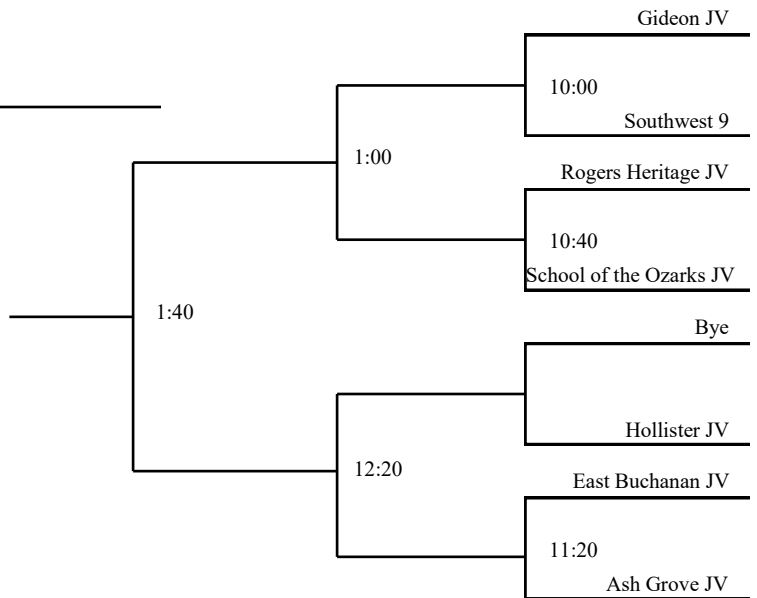 Gideon JV
10:00
Southwest 9
1:00
Rogers Heritage JV
10:40
School of the Ozarks JV
1:40
Bye
Hollister JV
12:20
East Buchanan JV
11:20
Ash Grove JV